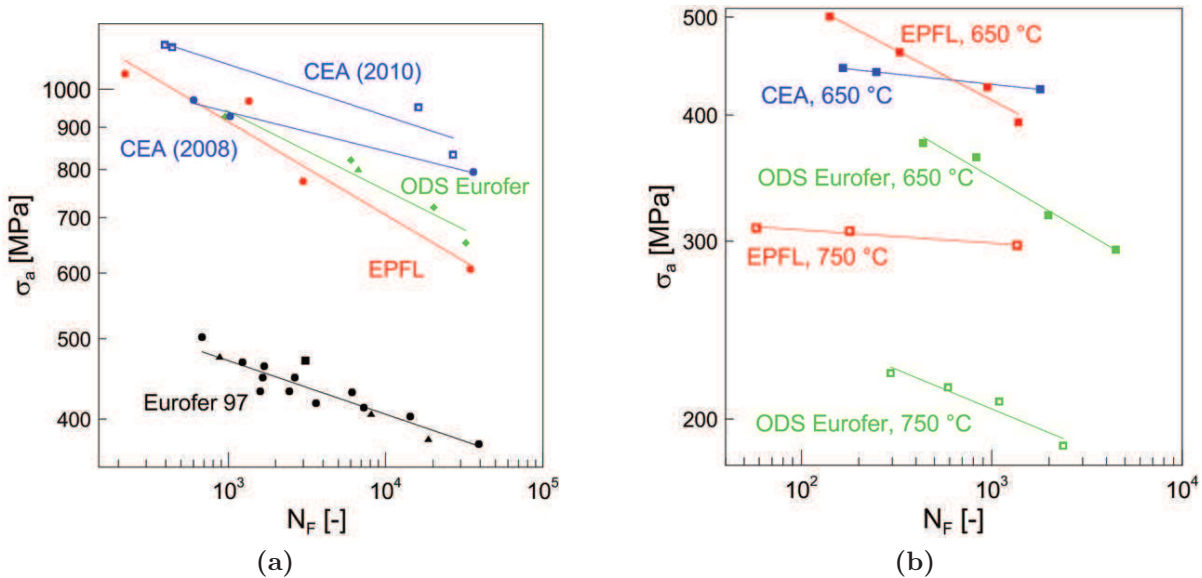 1000
900
800
700
600
500
400
σa [MPa]
CEA (2010)
CEA (2008)
ODS Eurofer
EPFL
Eurofer 97
10³
10⁴
10⁵
NF [-]
(a)
500
400
300
200
σa [MPa]
EPFL, 650 °C
CEA, 650 °C
ODS Eurofer, 650 °C
EPFL, 750 °C
ODS Eurofer, 750 °C
10²
10³
10⁴
NF [-]
(b)